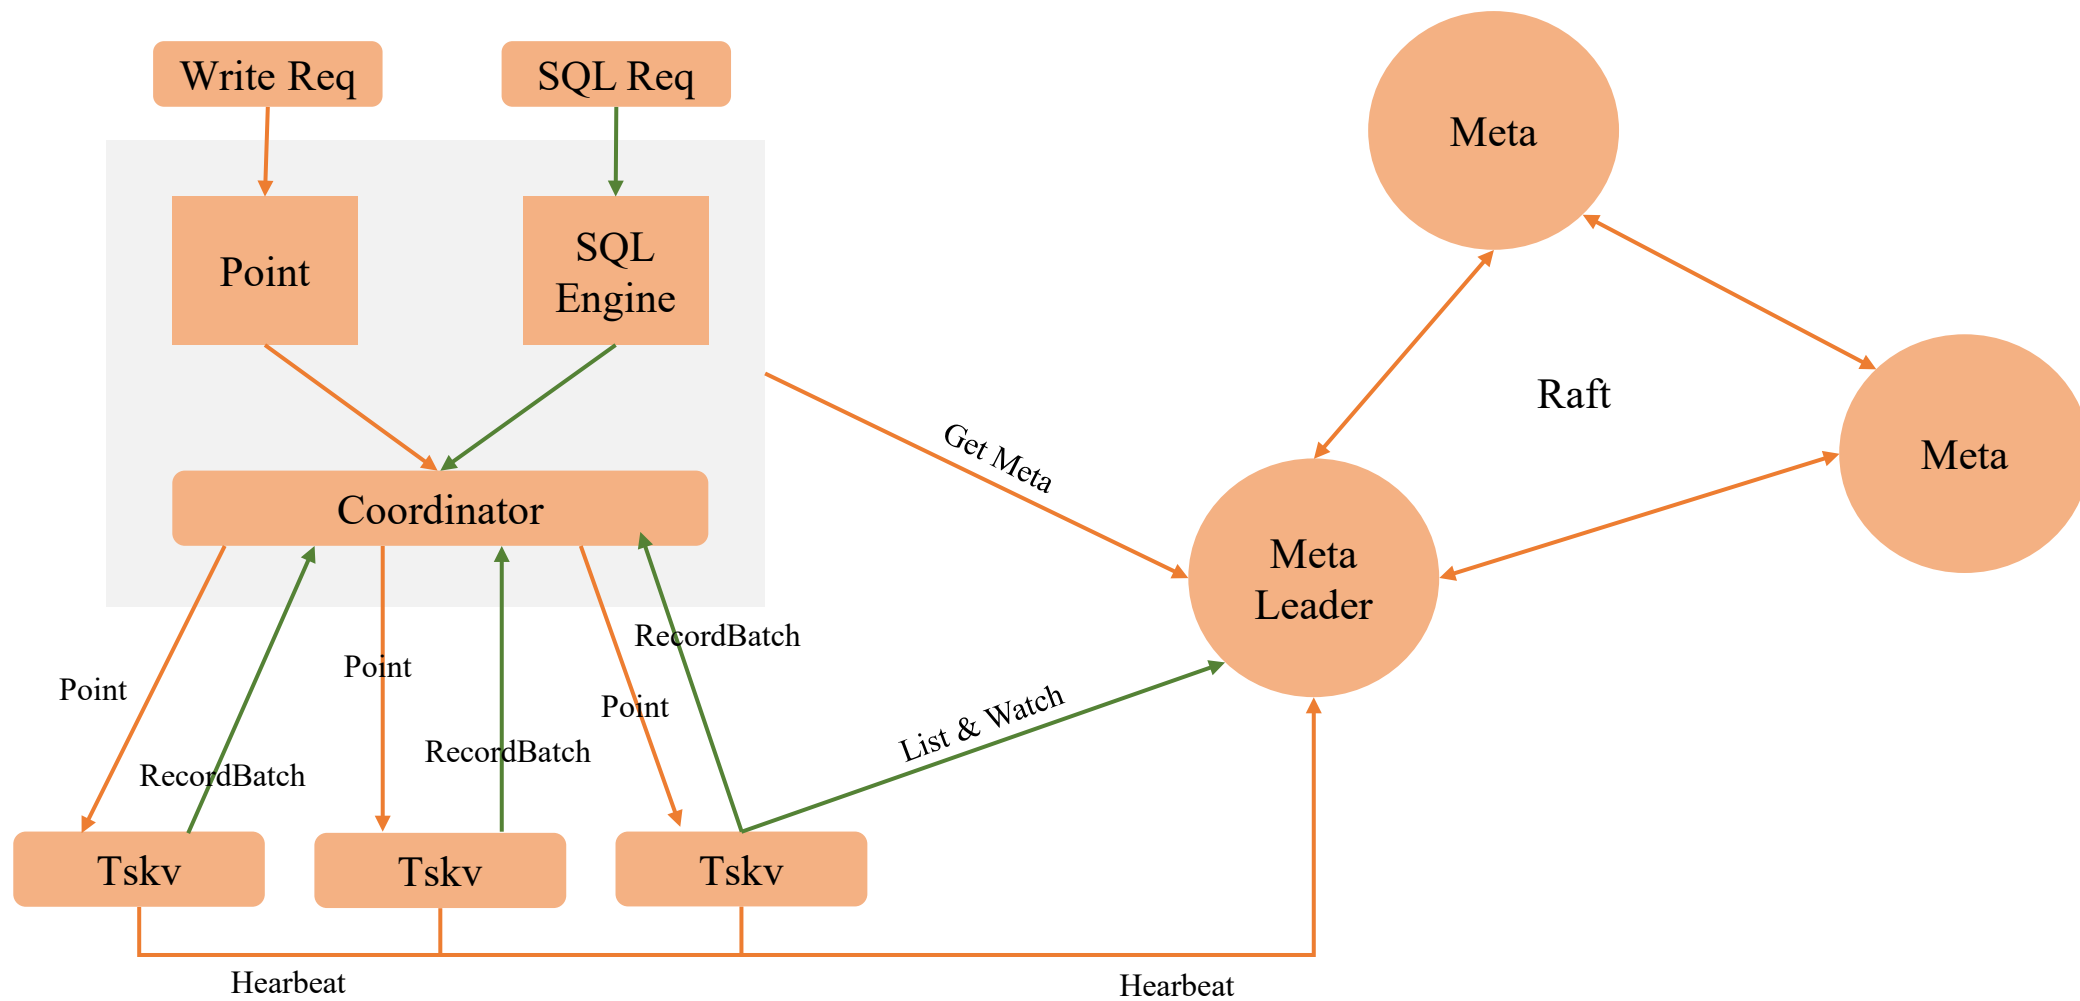 Write Req
SQL Req
Meta
Point
SQL
Engine
Raft
Get Meta
Meta
Coordinator
Meta
Leader
RecordBatch
Point
Point
Point
List & Watch
RecordBatch
RecordBatch
Tskv
Tskv
Tskv
Hearbeat
Hearbeat